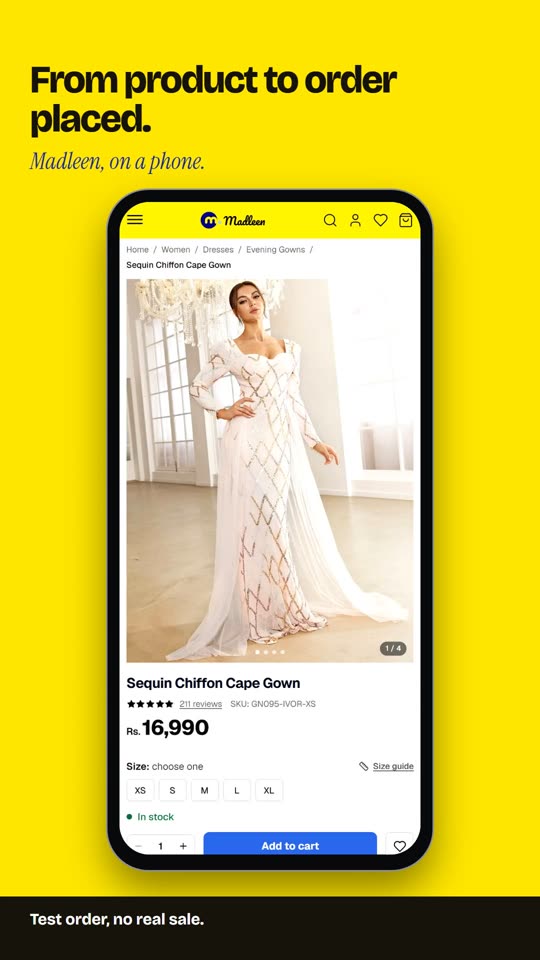 From product to order
placed.
Madleen, on a phone.
m Madleen
Home / Women / Dresses / Evening Gowns /
Sequin Chiffon Cape Gown
1 / 4
Sequin Chiffon Cape Gown
★★★★★ 211 reviews SKU: GN095-IVOR-XS
Rs. 16,990
Size: choose one Size guide
XS S M L XL
In stock
− 1 + Add to cart
Test order, no real sale.